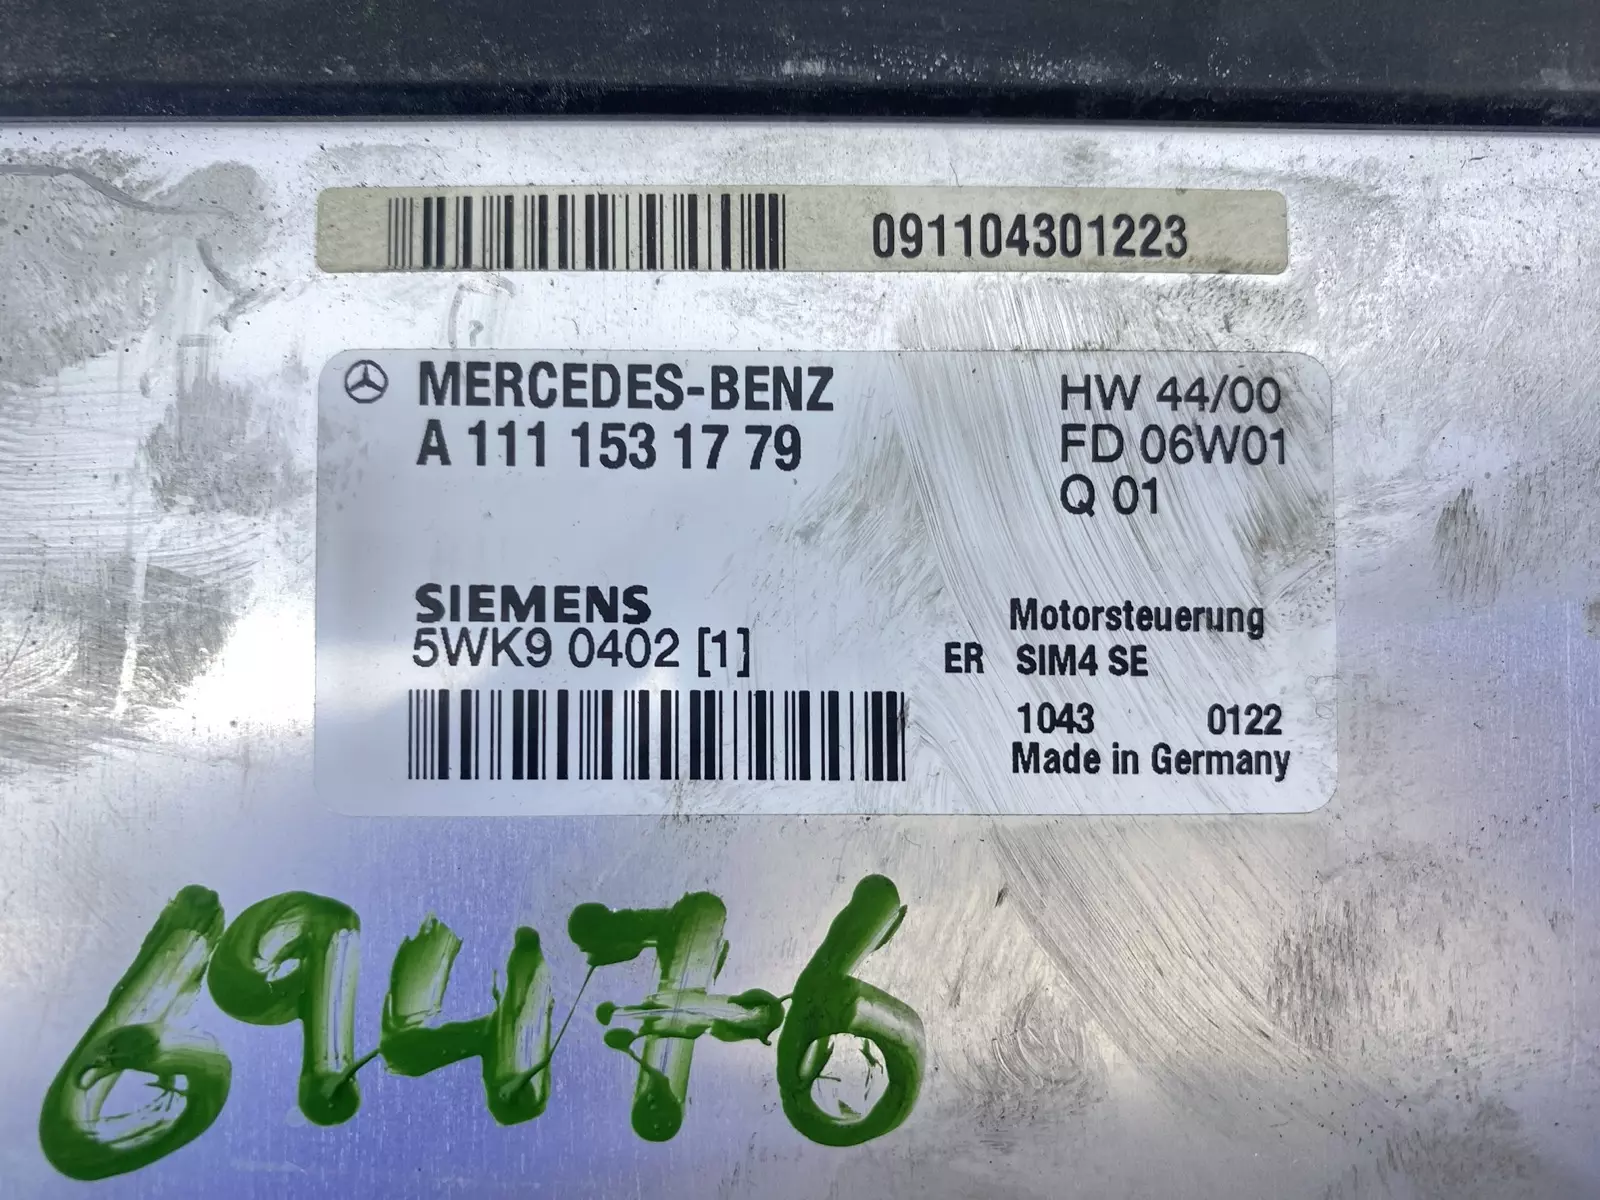 091104301223
MERCEDES-BENZ
A 111 153 17 79
HW 44/00
FD 06W01
Q 01
SIEMENS
5WK9 0402 [1]
Motorsteuerung
ER SIM4 SE
1043 0122
Made in Germany
69476